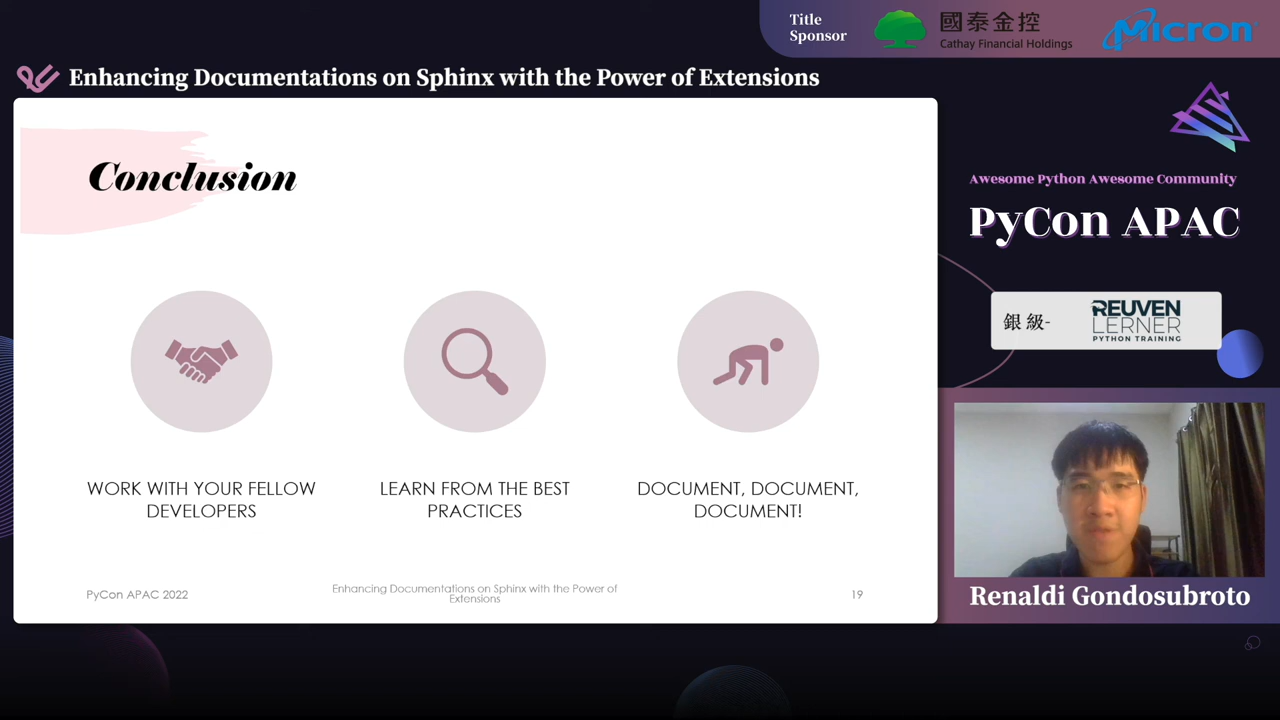 Title
Sponsor
國泰金控
Cathay Financial Holdings
Micron
Enhancing Documentations on Sphinx with the Power of Extensions
Conclusion
WORK WITH YOUR FELLOW
DEVELOPERS
LEARN FROM THE BEST
PRACTICES
DOCUMENT, DOCUMENT,
DOCUMENT!
PyCon APAC 2022
Enhancing Documentations on Sphinx with the Power of
Extensions
19
Awesome Python Awesome Community
PyCon APAC
銀級-
REUVEN
LERNER
PYTHON TRAINING
Renaldi Gondosubroto